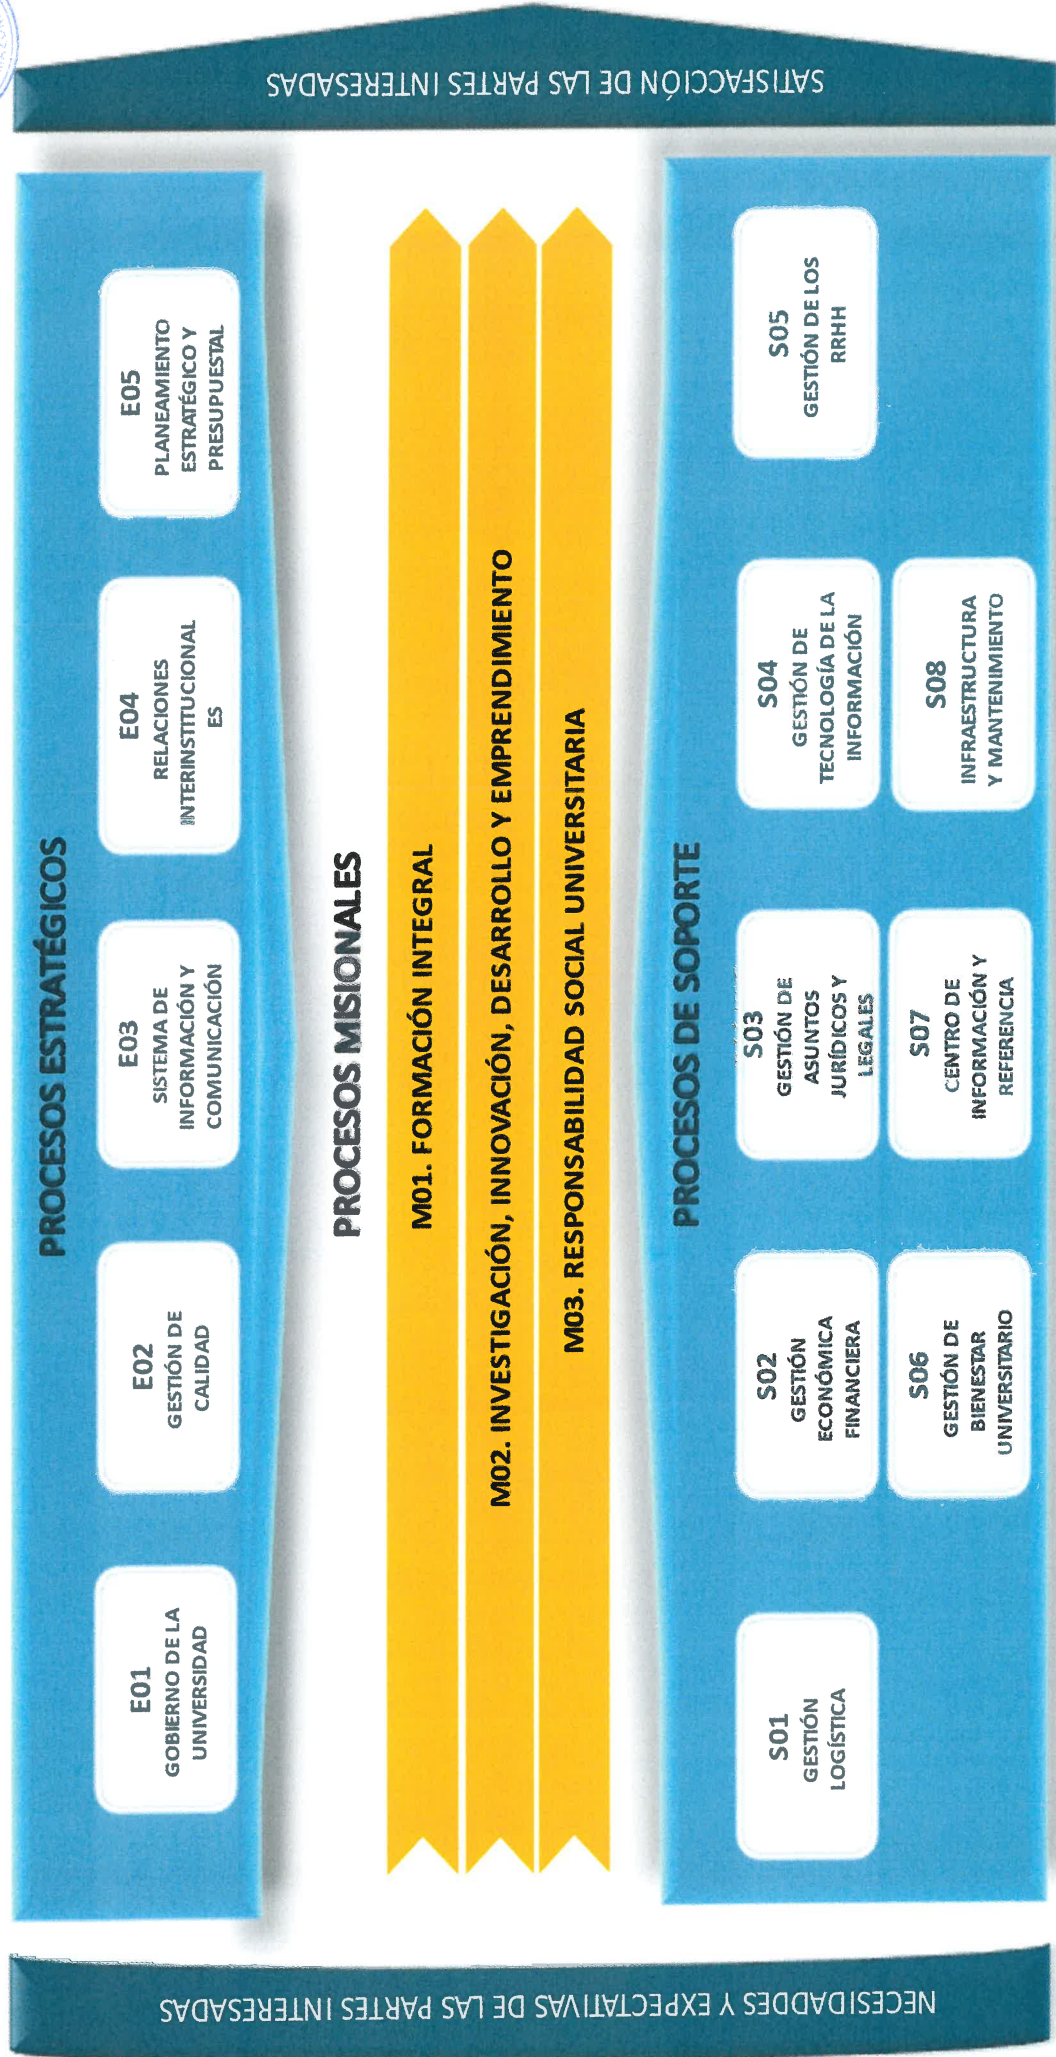 NECESIDADDES Y EXPECTATIVAS DE LAS PARTES INTERESADAS
PROCESOS ESTRATÉGICOS
E01
GOBIERNO DE LA
UNIVERSIDAD
E02
GESTIÓN DE
CALIDAD
E03
SISTEMA DE
INFORMACIÓN Y
COMUNICACIÓN
E04
RELACIONES
INTERINSTITUCIONAL
ES
E05
PLANEAMIENTO
ESTRATÉGICO Y
PRESUPUESTAL
PROCESOS MISIONALES
M01. FORMACIÓN INTEGRAL
M02. INVESTIGACIÓN, INNOVACIÓN, DESARROLLO Y EMPRENDIMIENTO
M03. RESPONSABILIDAD SOCIAL UNIVERSITARIA
PROCESOS DE SOPORTE
S01
GESTIÓN
LOGÍSTICA
S02
GESTIÓN
ECONÓMICA
FINANCIERA
S03
GESTIÓN DE
ASUNTOS
JURÍDICOS Y
LEGALES
S04
GESTIÓN DE
TECNOLOGÍA DE LA
INFORMACIÓN
S05
GESTIÓN DE LOS
RRHH
S06
GESTIÓN DE
BIENESTAR
UNIVERSITARIO
S07
CENTRO DE
INFORMACIÓN Y
REFERENCIA
S08
INFRAESTRUCTURA
Y MANTENIMIENTO
SATISFACCIÓN DE LAS PARTES INTERESADAS